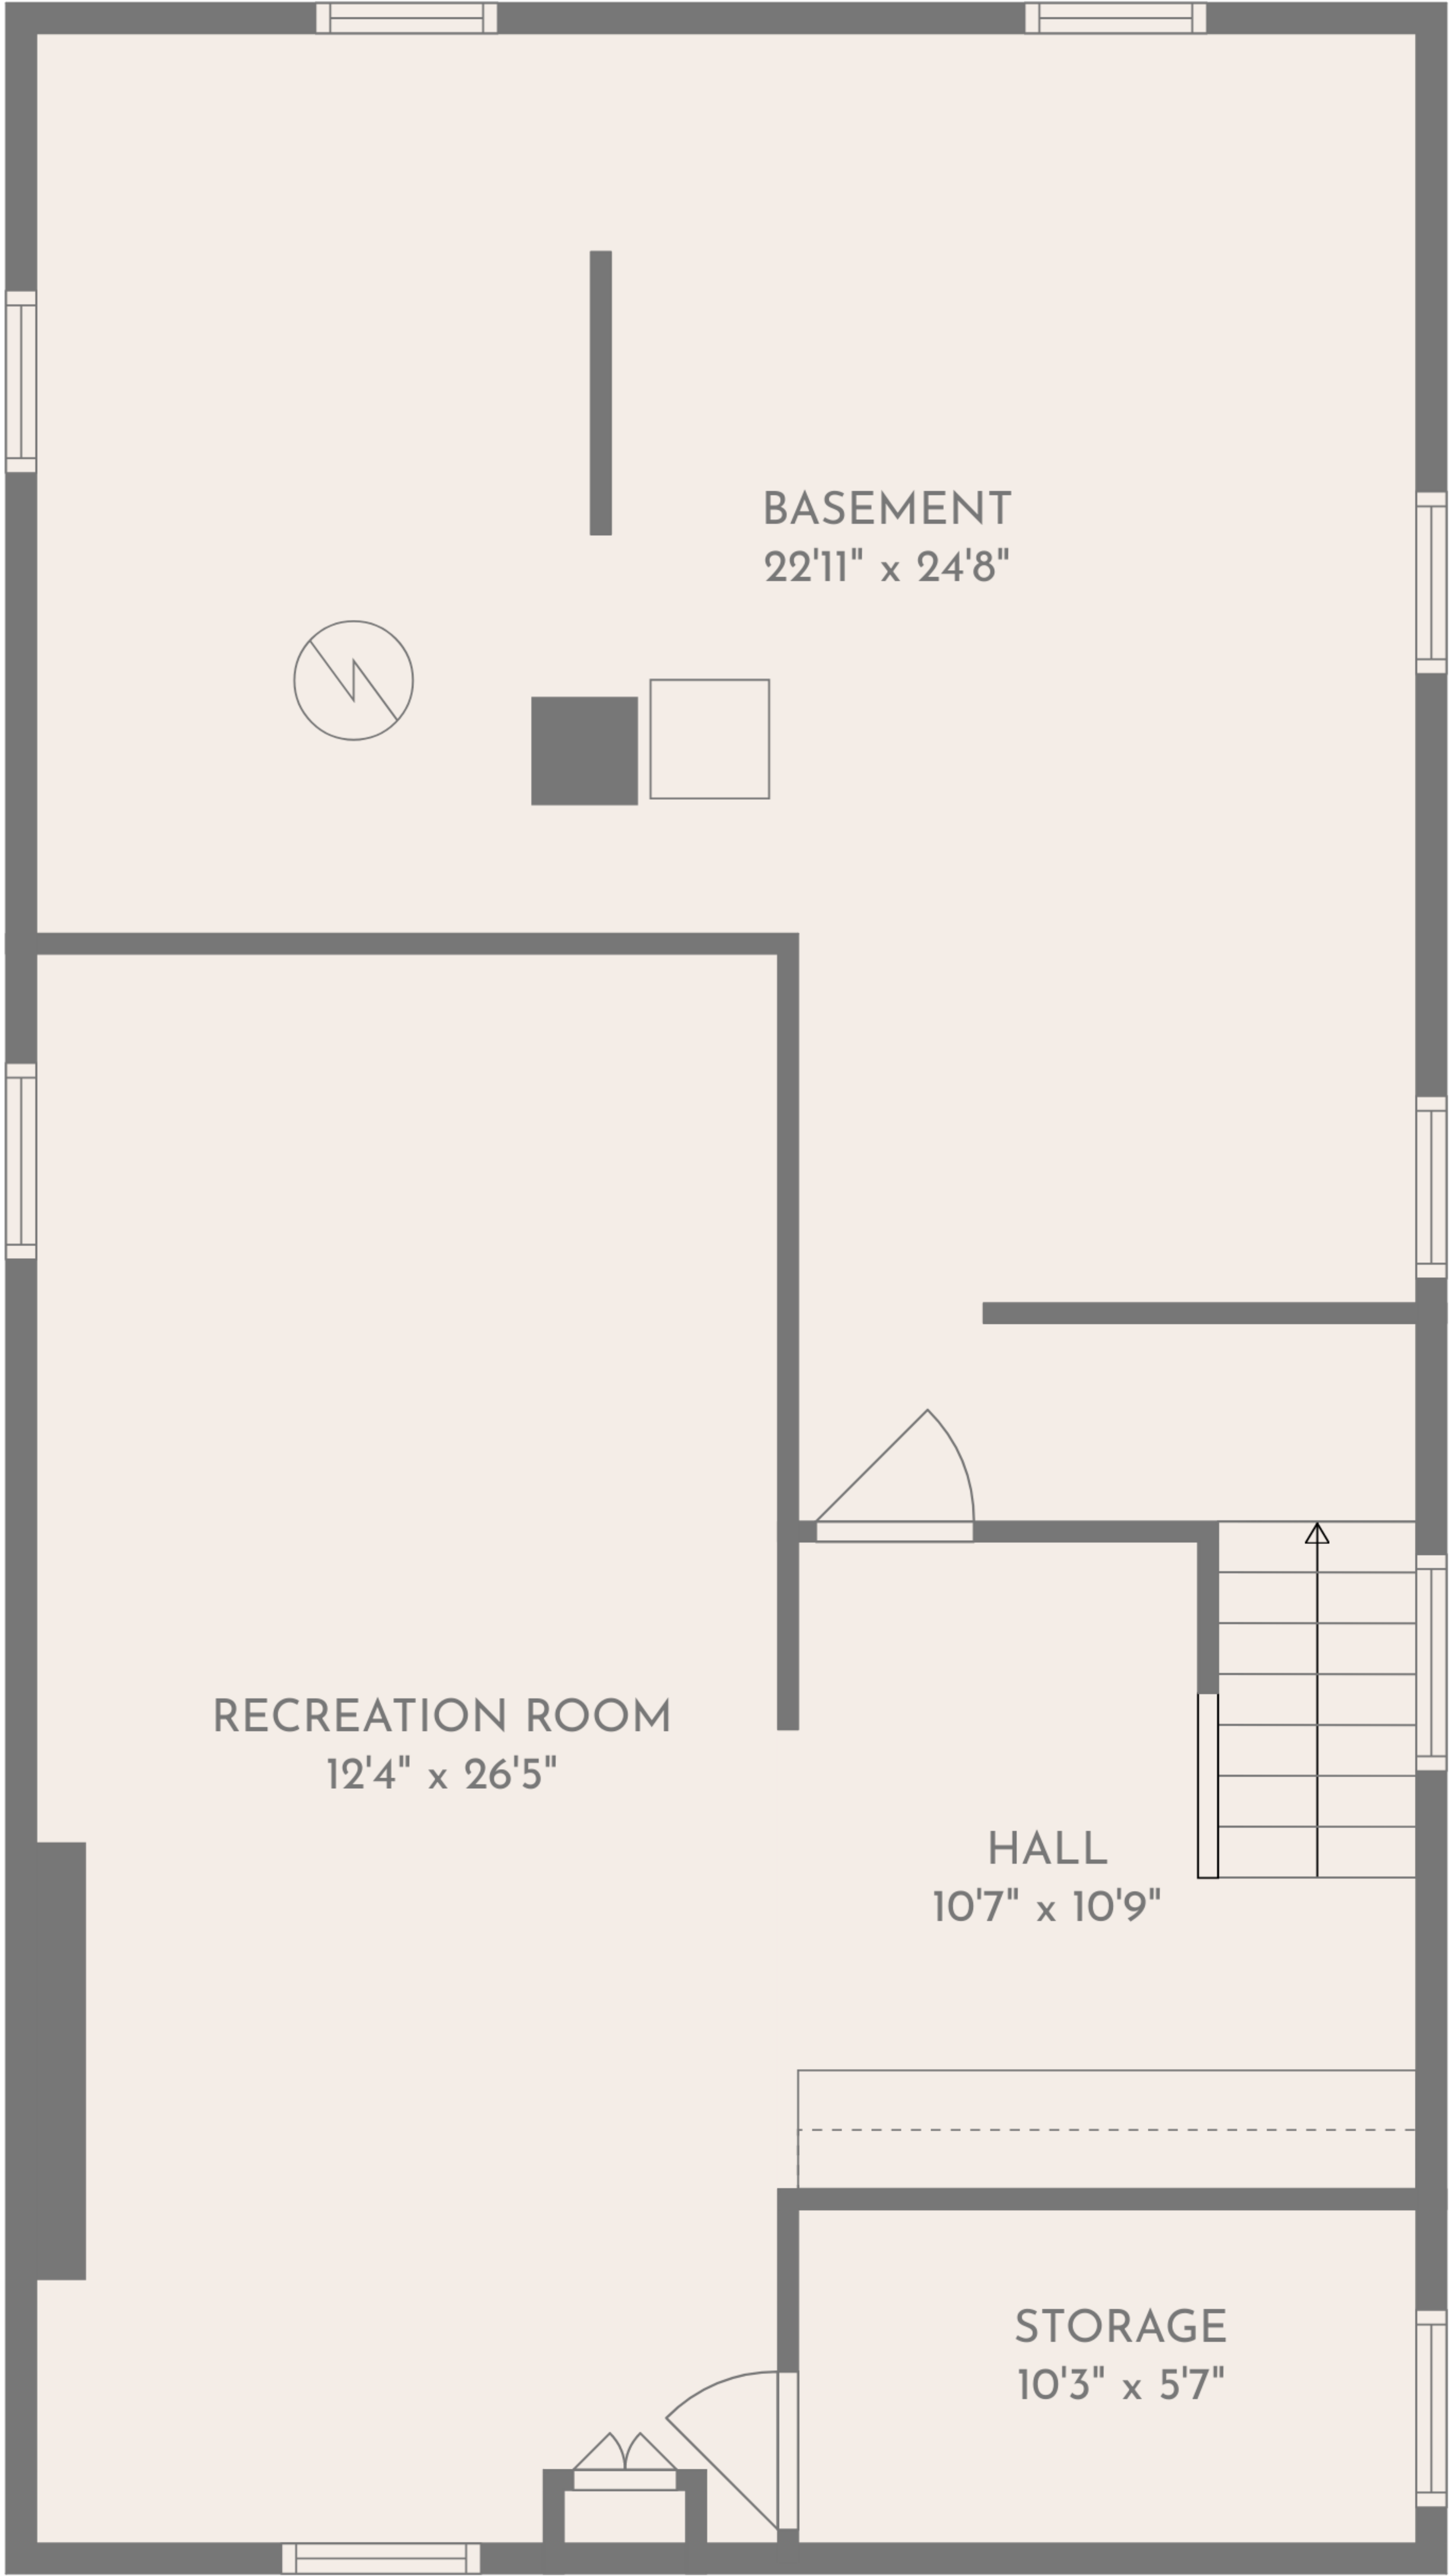 BASEMENT
22'11" x 24'8"
RECREATION ROOM
12'4" x 26'5"
HALL
10'7" x 10'9"
STORAGE
10'3" x 5'7"